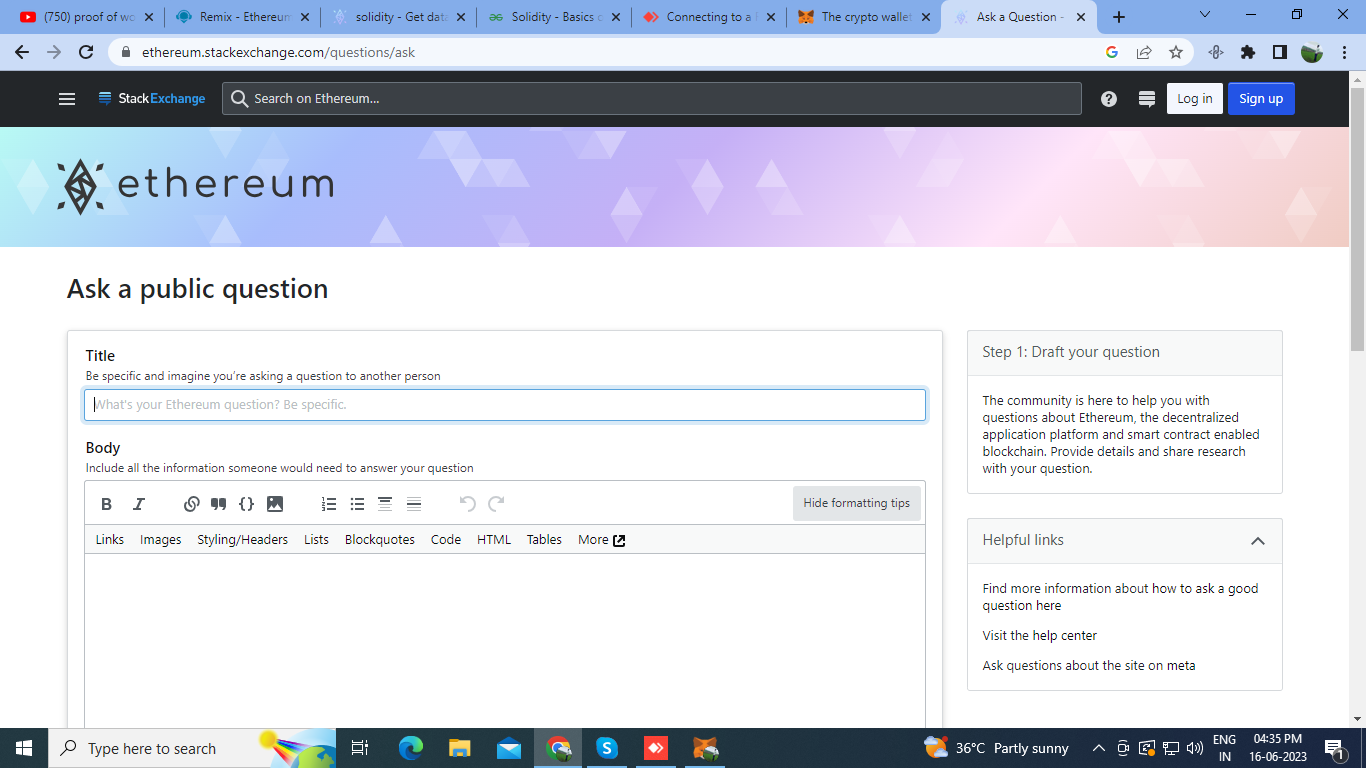 (750) proof of wo
Remix - Ethereum
solidity - Get dat
Solidity - Basics o
Connecting to a
The crypto wallet
Ask a Question -
ethereum.stackexchange.com/questions/ask
StackExchange
Search on Ethereum...
Log in
Sign up
ethereum
Ask a public question
Title
Be specific and imagine you're asking a question to another person
What's your Ethereum question? Be specific.
Body
Include all the information someone would need to answer your question
Hide formatting tips
Links Images Styling/Headers Lists Blockquotes Code HTML Tables More
Step 1: Draft your question
The community is here to help you with
questions about Ethereum, the decentralized
application platform and smart contract enabled
blockchain. Provide details and share research
with your question.
Helpful links
Find more information about how to ask a good
question here
Visit the help center
Ask questions about the site on meta
Type here to search
36°C Partly sunny
ENG
IN
04:35 PM
16-06-2023
1